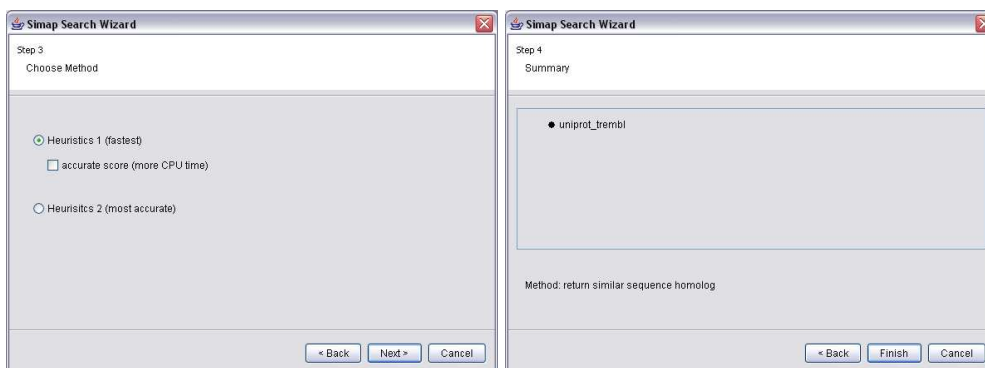 Simap Search Wizard
Step 3
Choose Method
Heuristics 1 (fastest)
accurate score (more CPU time)
Heurisitcs 2 (most accurate)
< Back Next > Cancel
Simap Search Wizard
Step 4
Summary
uniprot_trembl
Method: return similar sequence homolog
< Back Finish Cancel